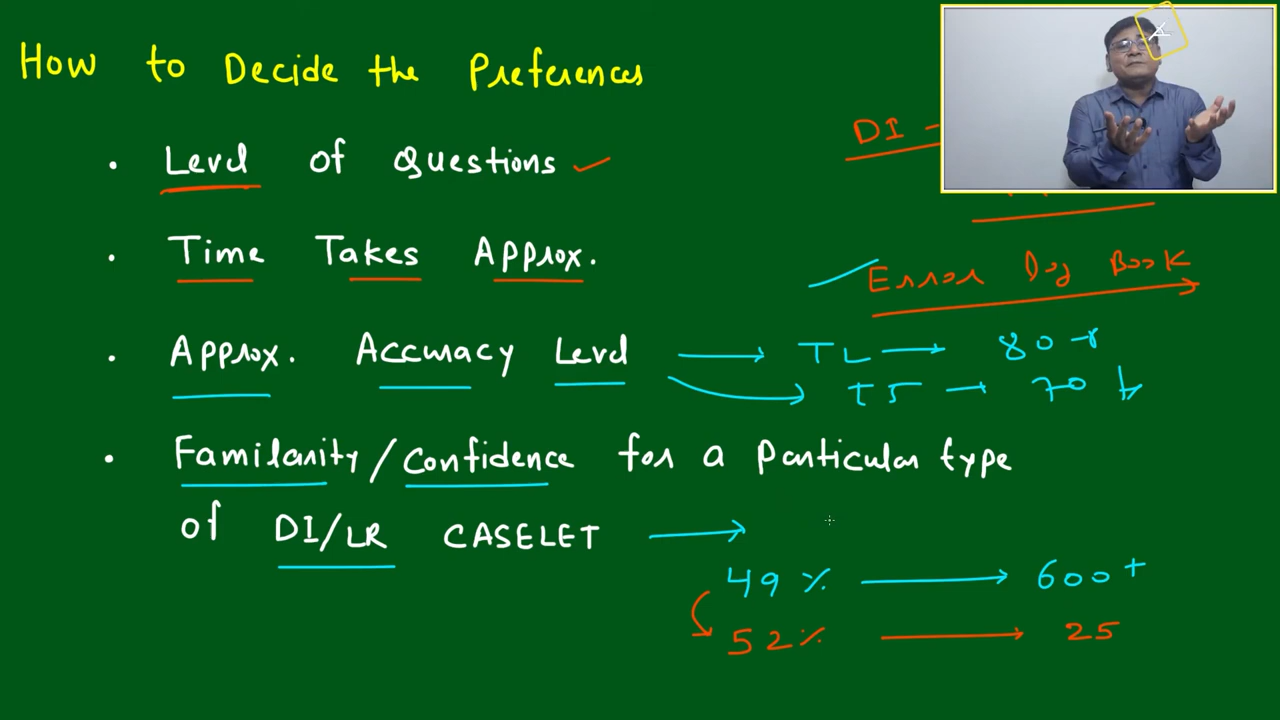 How to Decide the Preferences
DI -
• Level of Questions ✓
• Time Takes Approx.
Error Log Book
• Approx. Accuracy Level
TL → 80
T5 → 70
• Familarity/Confidence for a Particular type
of DI/LR CASELET →
49% → 600+
52% → 25